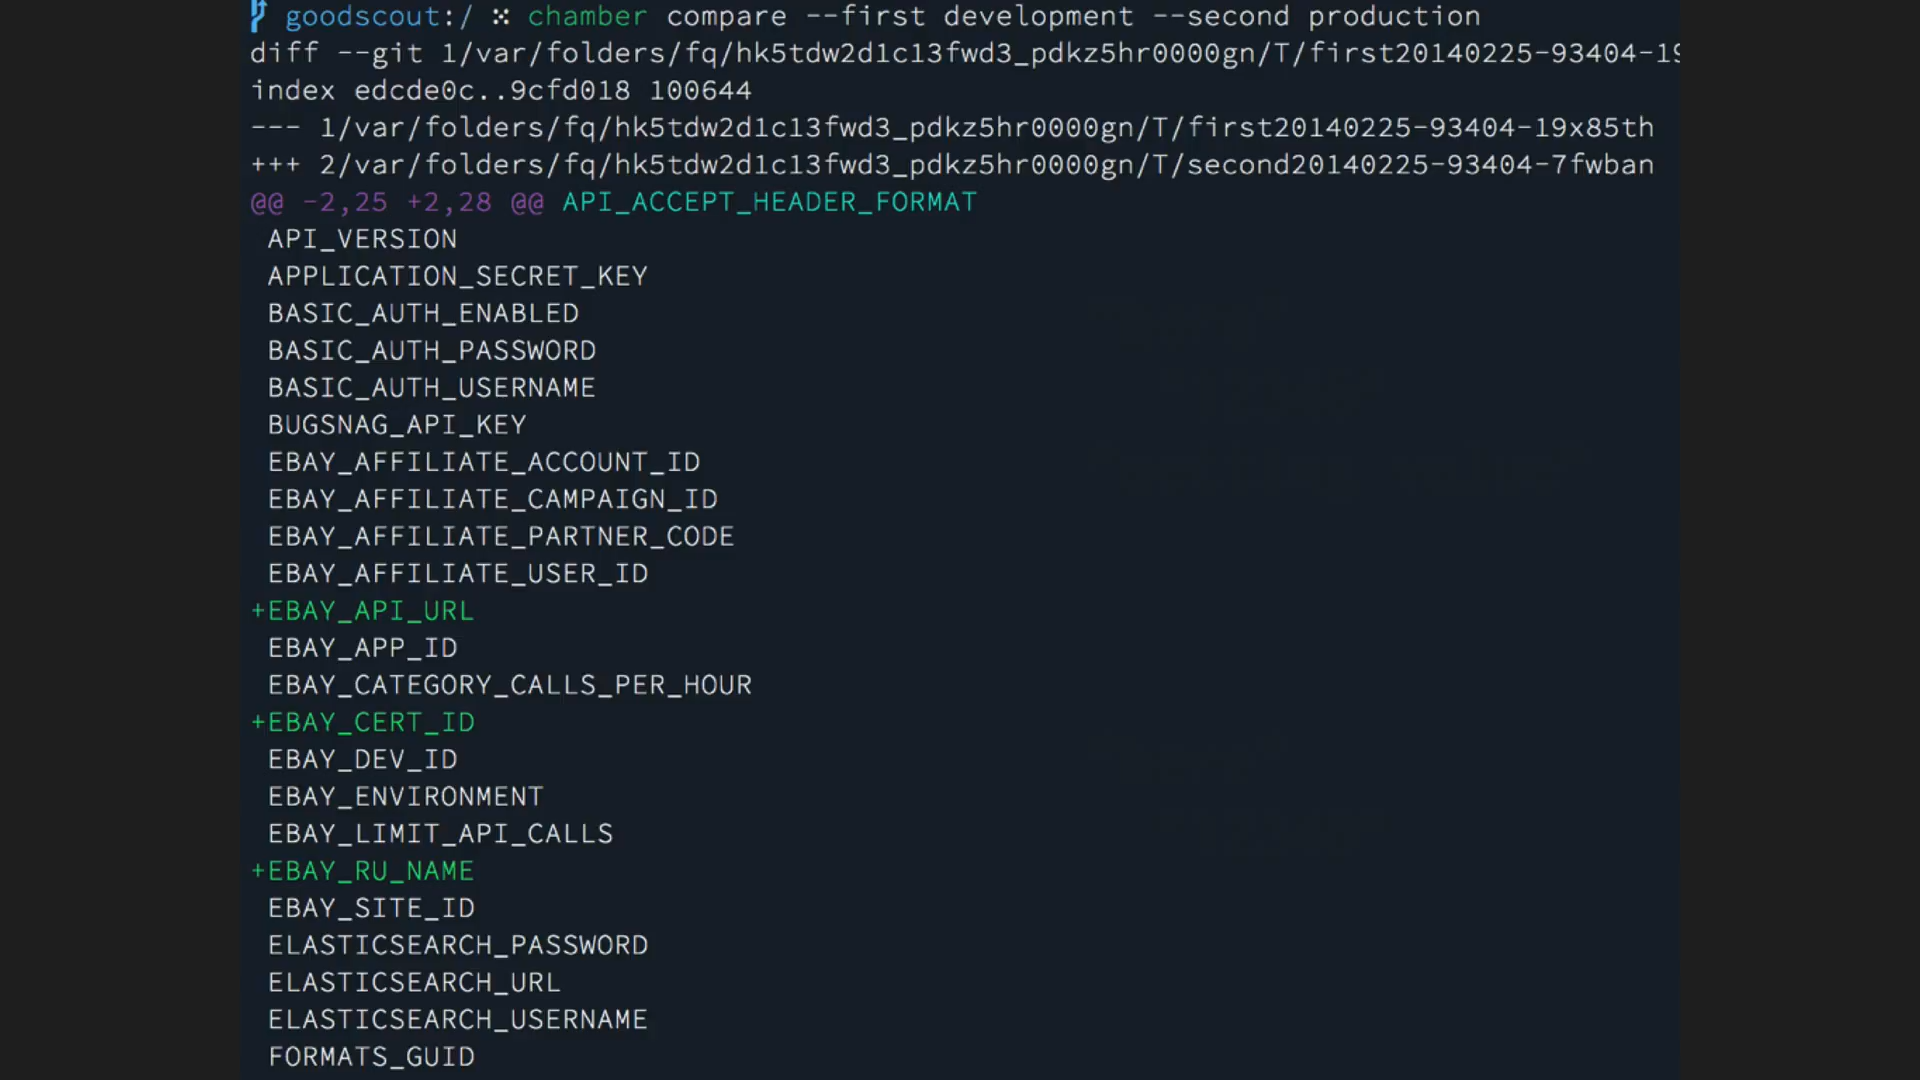 goodscout:/ chamber compare --first development --second production
diff --git 1/var/folders/fq/hk5tdw2d1c13fwd3_pdkz5hr0000gn/T/first20140225-93404-19
index edcde0c..9cfd018 100644
--- 1/var/folders/fq/hk5tdw2d1c13fwd3_pdkz5hr0000gn/T/first20140225-93404-19x85th
+++ 2/var/folders/fq/hk5tdw2d1c13fwd3_pdkz5hr0000gn/T/second20140225-93404-7fwban
@@ -2,25 +2,28 @@ API_ACCEPT_HEADER_FORMAT
API_VERSION
APPLICATION_SECRET_KEY
BASIC_AUTH_ENABLED
BASIC_AUTH_PASSWORD
BASIC_AUTH_USERNAME
BUGSNAG_API_KEY
EBAY_AFFILIATE_ACCOUNT_ID
EBAY_AFFILIATE_CAMPAIGN_ID
EBAY_AFFILIATE_PARTNER_CODE
EBAY_AFFILIATE_USER_ID
+EBAY_API_URL
EBAY_APP_ID
EBAY_CATEGORY_CALLS_PER_HOUR
+EBAY_CERT_ID
EBAY_DEV_ID
EBAY_ENVIRONMENT
EBAY_LIMIT_API_CALLS
+EBAY_RU_NAME
EBAY_SITE_ID
ELASTICSEARCH_PASSWORD
ELASTICSEARCH_URL
ELASTICSEARCH_USERNAME
FORMATS_GUID